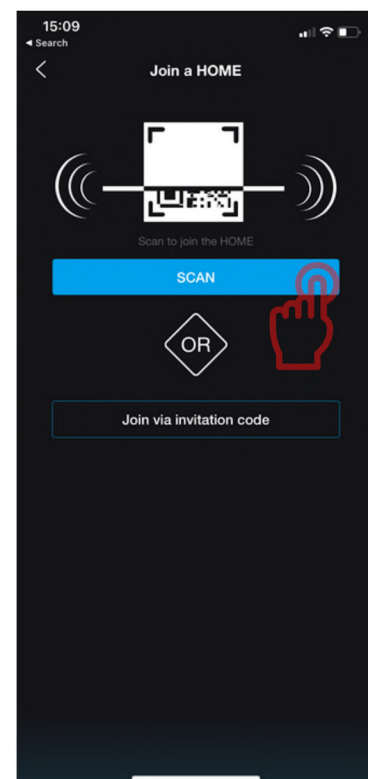 15:09
◀ Search
Join a HOME
Scan to join the HOME
SCAN
OR
Join via invitation code